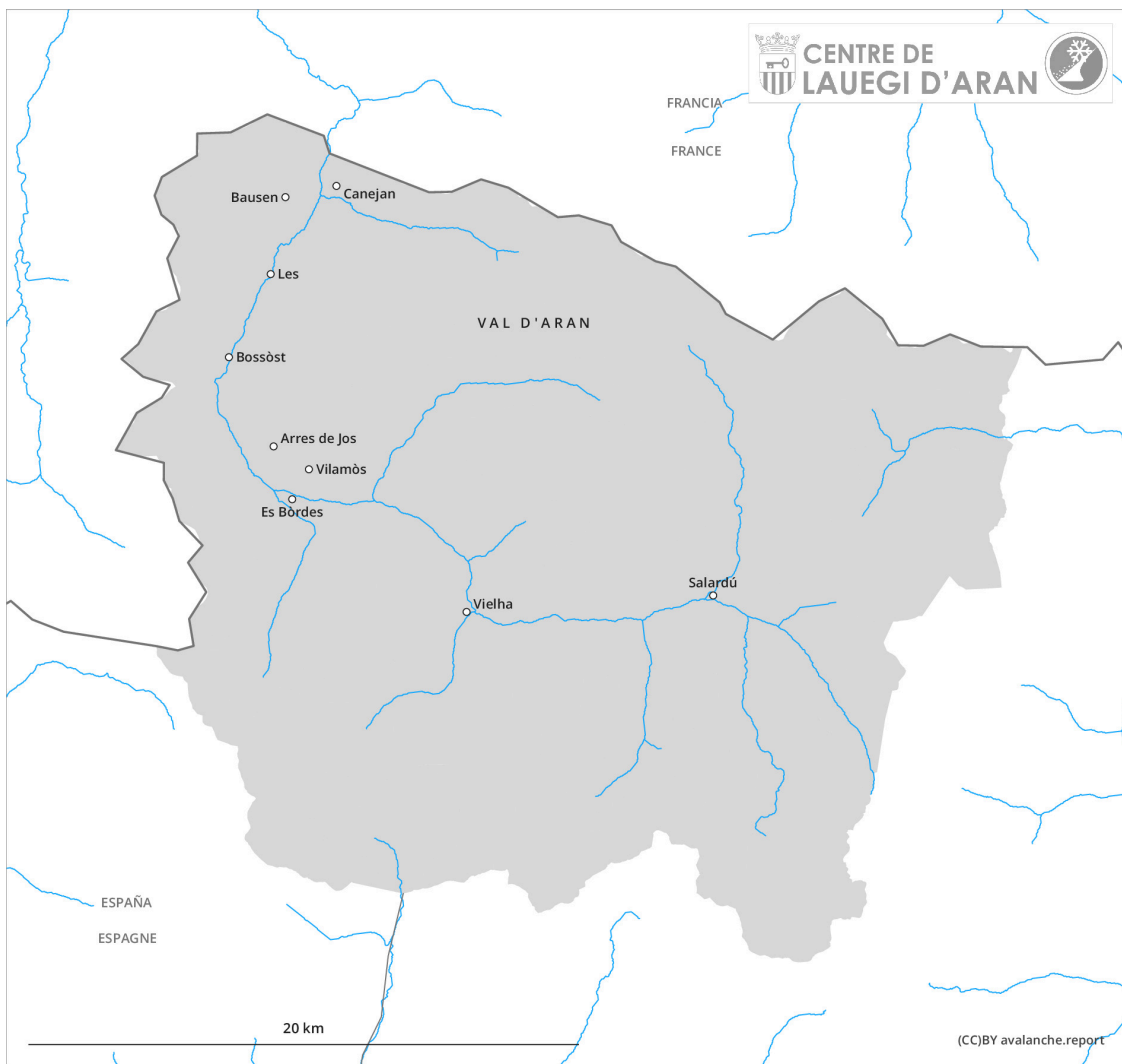 CENTRE DE
LAUEGI D'ARAN
FRANCIA
FRANCE
Bausen
Canejan
Les
VAL D'ARAN
Bossòst
Arres de Jos
Vilamòs
Es Bòrdes
Salardú
Vielha
ESPAÑA
ESPAGNE
20 km
(CC)BY avalanche.report